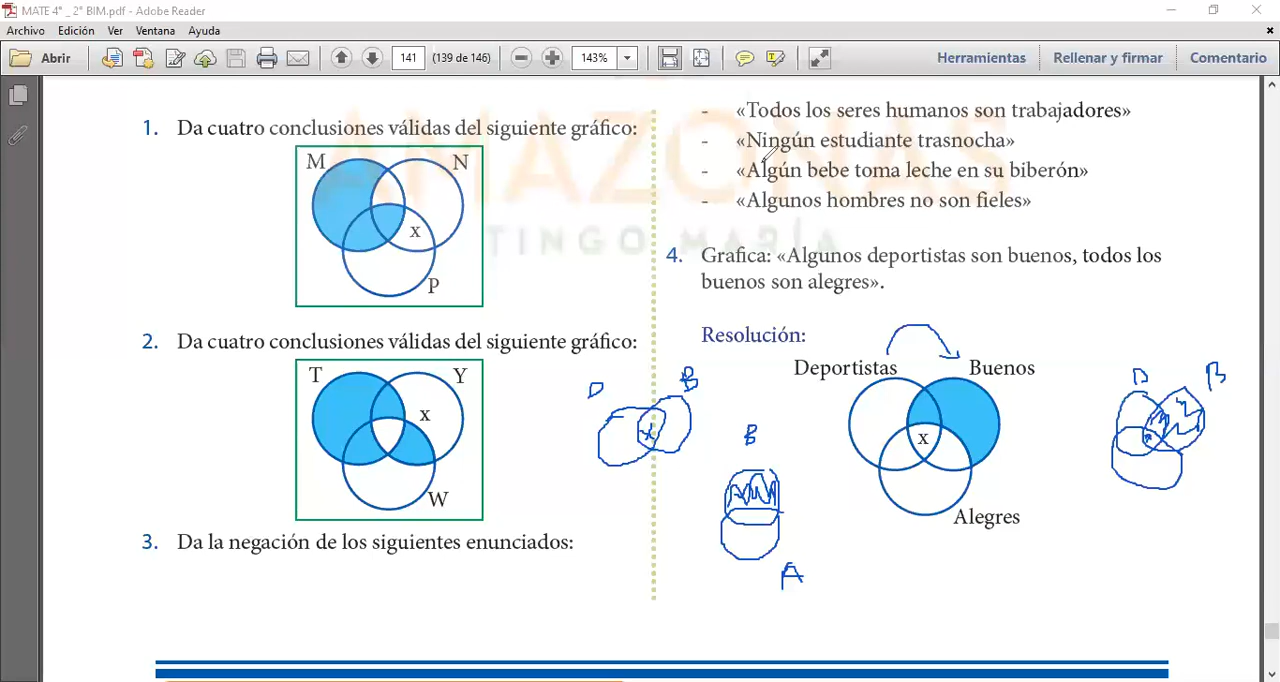 MATE 4° _ 2° BIM.pdf - Adobe Reader
Archivo Edición Ver Ventana Ayuda
Abrir 141 (139 de 146) 143% Herramientas Rellenar y firmar Comentario
AMAZONAS
TINGO MARÍA
1. Da cuatro conclusiones válidas del siguiente gráfico:
M N
x
P
2. Da cuatro conclusiones válidas del siguiente gráfico:
T Y
x
W
3. Da la negación de los siguientes enunciados:
- «Todos los seres humanos son trabajadores»
- «Ningún estudiante trasnocha»
- «Algún bebe toma leche en su biberón»
- «Algunos hombres no son fieles»
4. Grafica: «Algunos deportistas son buenos, todos los
buenos son alegres».
Resolución:
Deportistas Buenos
x
Alegres
D B
x
B
A
D B